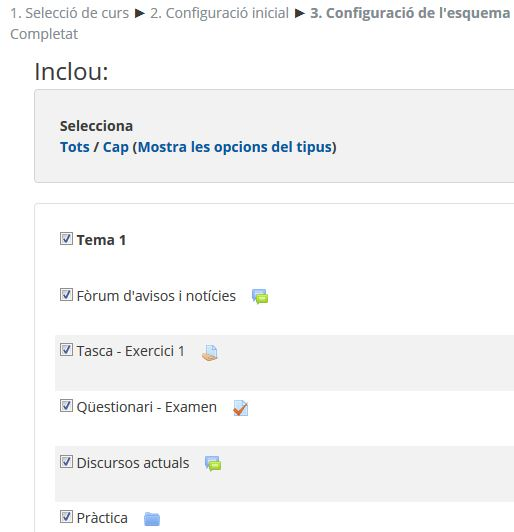 1. Selecció de curs ► 2. Configuració inicial ► 3. Configuració de l'esquema
Completat
Inclou:
Selecciona
Tots / Cap (Mostra les opcions del tipus)
Tema 1
Fòrum d'avisos i notícies
Tasca - Exercici 1
Qüestionari - Examen
Discursos actuals
Pràctica